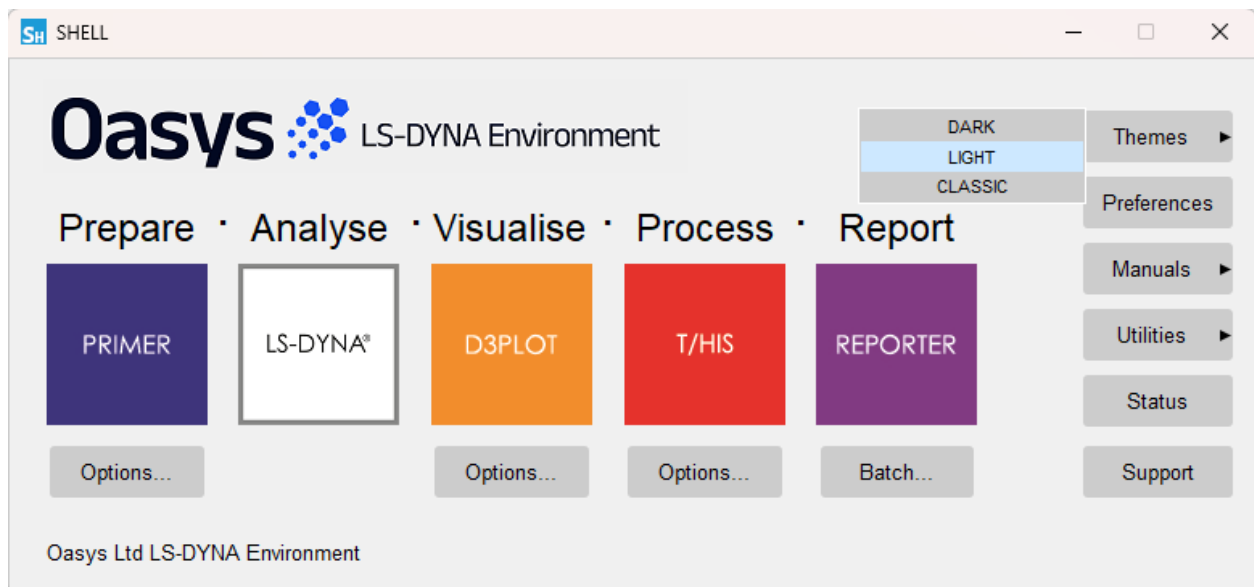 SH SHELL
Oasys LS-DYNA Environment
DARK
LIGHT
CLASSIC
Themes
Preferences
Manuals
Utilities
Status
Support
Prepare · Analyse · Visualise · Process · Report
PRIMER
LS-DYNA®
D3PLOT
T/HIS
REPORTER
Options...
Options...
Options...
Batch...
Oasys Ltd LS-DYNA Environment